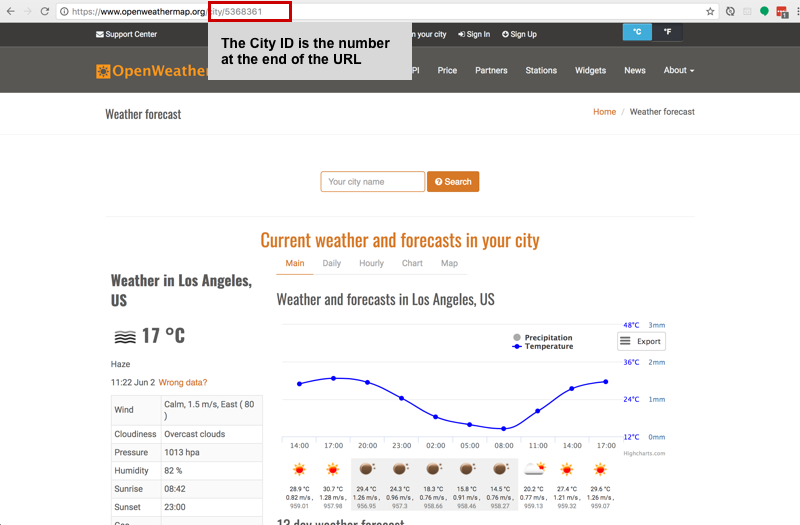 https://www.openweathermap.org/city/5368361
Support Center
n your city
Sign In
Sign Up
°C
°F
The City ID is the number
at the end of the URL
OpenWeather
PI
Price
Partners
Stations
Widgets
News
About
Weather forecast
Home / Weather forecast
Your city name
Search
Current weather and forecasts in your city
Main
Daily
Hourly
Chart
Map
Weather in Los Angeles,
US
17 °C
Haze
11:22 Jun 2 Wrong data?
Wind
Calm, 1.5 m/s, East ( 80
)
Cloudiness
Overcast clouds
Pressure
1013 hpa
Humidity
82 %
Sunrise
08:42
Sunset
23:00
Weather and forecasts in Los Angeles, US
Precipitation
Temperature
Export
48°C 3mm
36°C 2mm
24°C 1mm
12°C 0mm
14:00 17:00 20:00 23:00 02:00 05:00 08:00 11:00 14:00 17:00
Highcharts.com
28.9 °C 30.7 °C 29.4 °C 24.3 °C 18.3 °C 15.8 °C 14.5 °C 20.2 °C 27.4 °C 29.6 °C
0.82 m/s, 1.28 m/s, 1.26 m/s, 0.96 m/s, 0.76 m/s, 0.91 m/s, 0.76 m/s, 0.77 m/s, 1.21 m/s, 1.26 m/s,
959.01 957.98 956.95 957.3 958.66 958.46 958.27 959.13 959.32 959.07